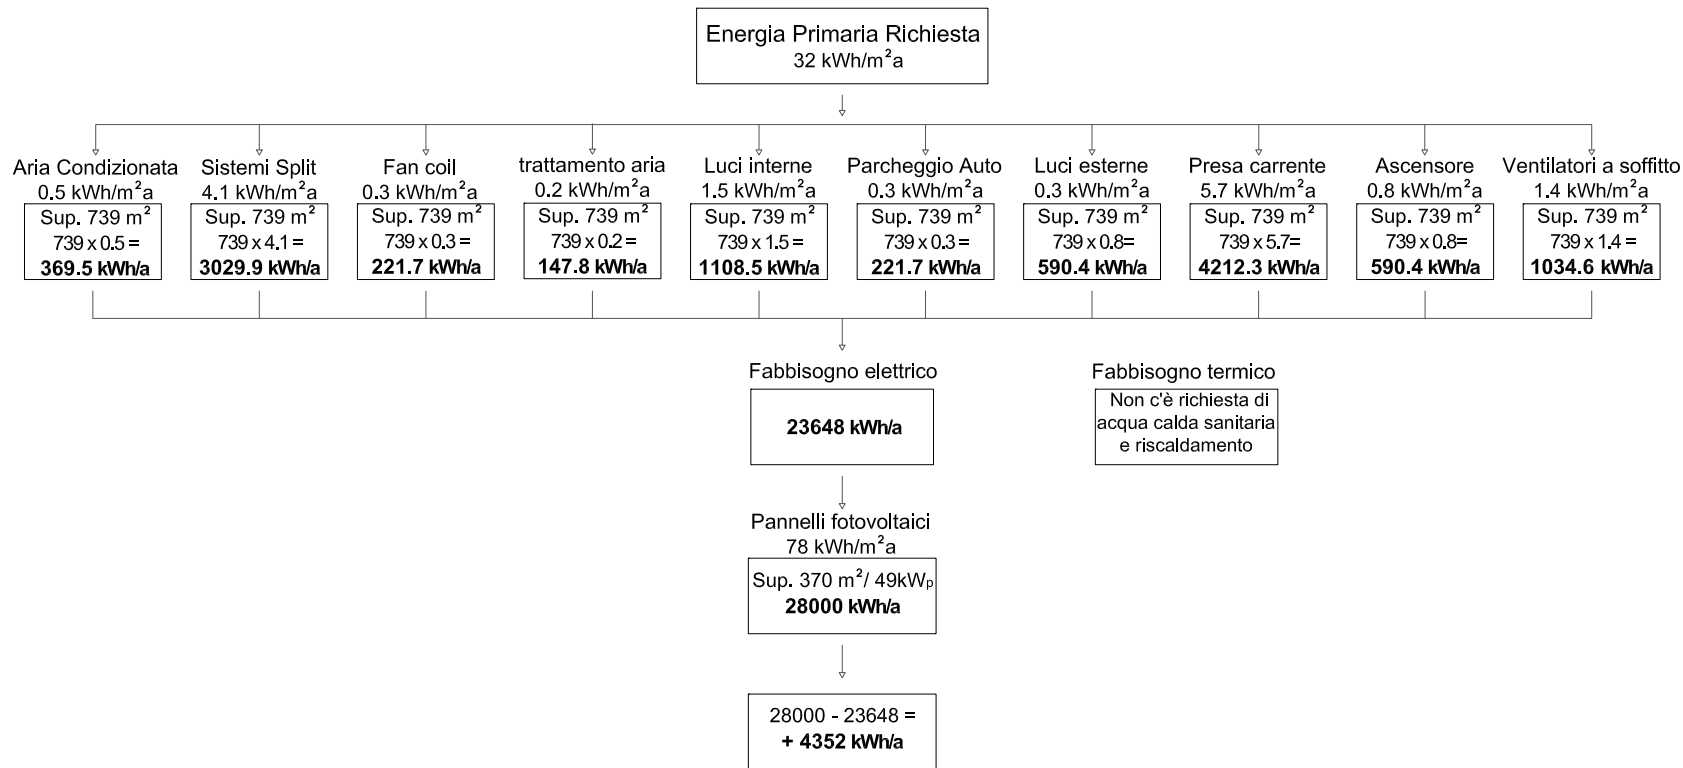 Energia Primaria Richiesta
32 kWh/m²a
Aria Condizionata
0.5 kWh/m²a
Sup. 739 m²
739 x 0.5 =
369.5 kWh/a
Sistemi Split
4.1 kWh/m²a
Sup. 739 m²
739 x 4.1 =
3029.9 kWh/a
Fan coil
0.3 kWh/m²a
Sup. 739 m²
739 x 0.3 =
221.7 kWh/a
trattamento aria
0.2 kWh/m²a
Sup. 739 m²
739 x 0.2 =
147.8 kWh/a
Luci interne
1.5 kWh/m²a
Sup. 739 m²
739 x 1.5 =
1108.5 kWh/a
Parcheggio Auto
0.3 kWh/m²a
Sup. 739 m²
739 x 0.3 =
221.7 kWh/a
Luci esterne
0.3 kWh/m²a
Sup. 739 m²
739 x 0.8=
590.4 kWh/a
Presa carrente
5.7 kWh/m²a
Sup. 739 m²
739 x 5.7=
4212.3 kWh/a
Ascensore
0.8 kWh/m²a
Sup. 739 m²
739 x 0.8=
590.4 kWh/a
Ventilatori a soffitto
1.4 kWh/m²a
Sup. 739 m²
739 x 1.4 =
1034.6 kWh/a
Fabbisogno elettrico
23648 kWh/a
Fabbisogno termico
Non c'è richiesta di
acqua calda sanitaria
e riscaldamento
Pannelli fotovoltaici
78 kWh/m²a
Sup. 370 m²/ 49kWp
28000 kWh/a
28000 - 23648 =
+ 4352 kWh/a